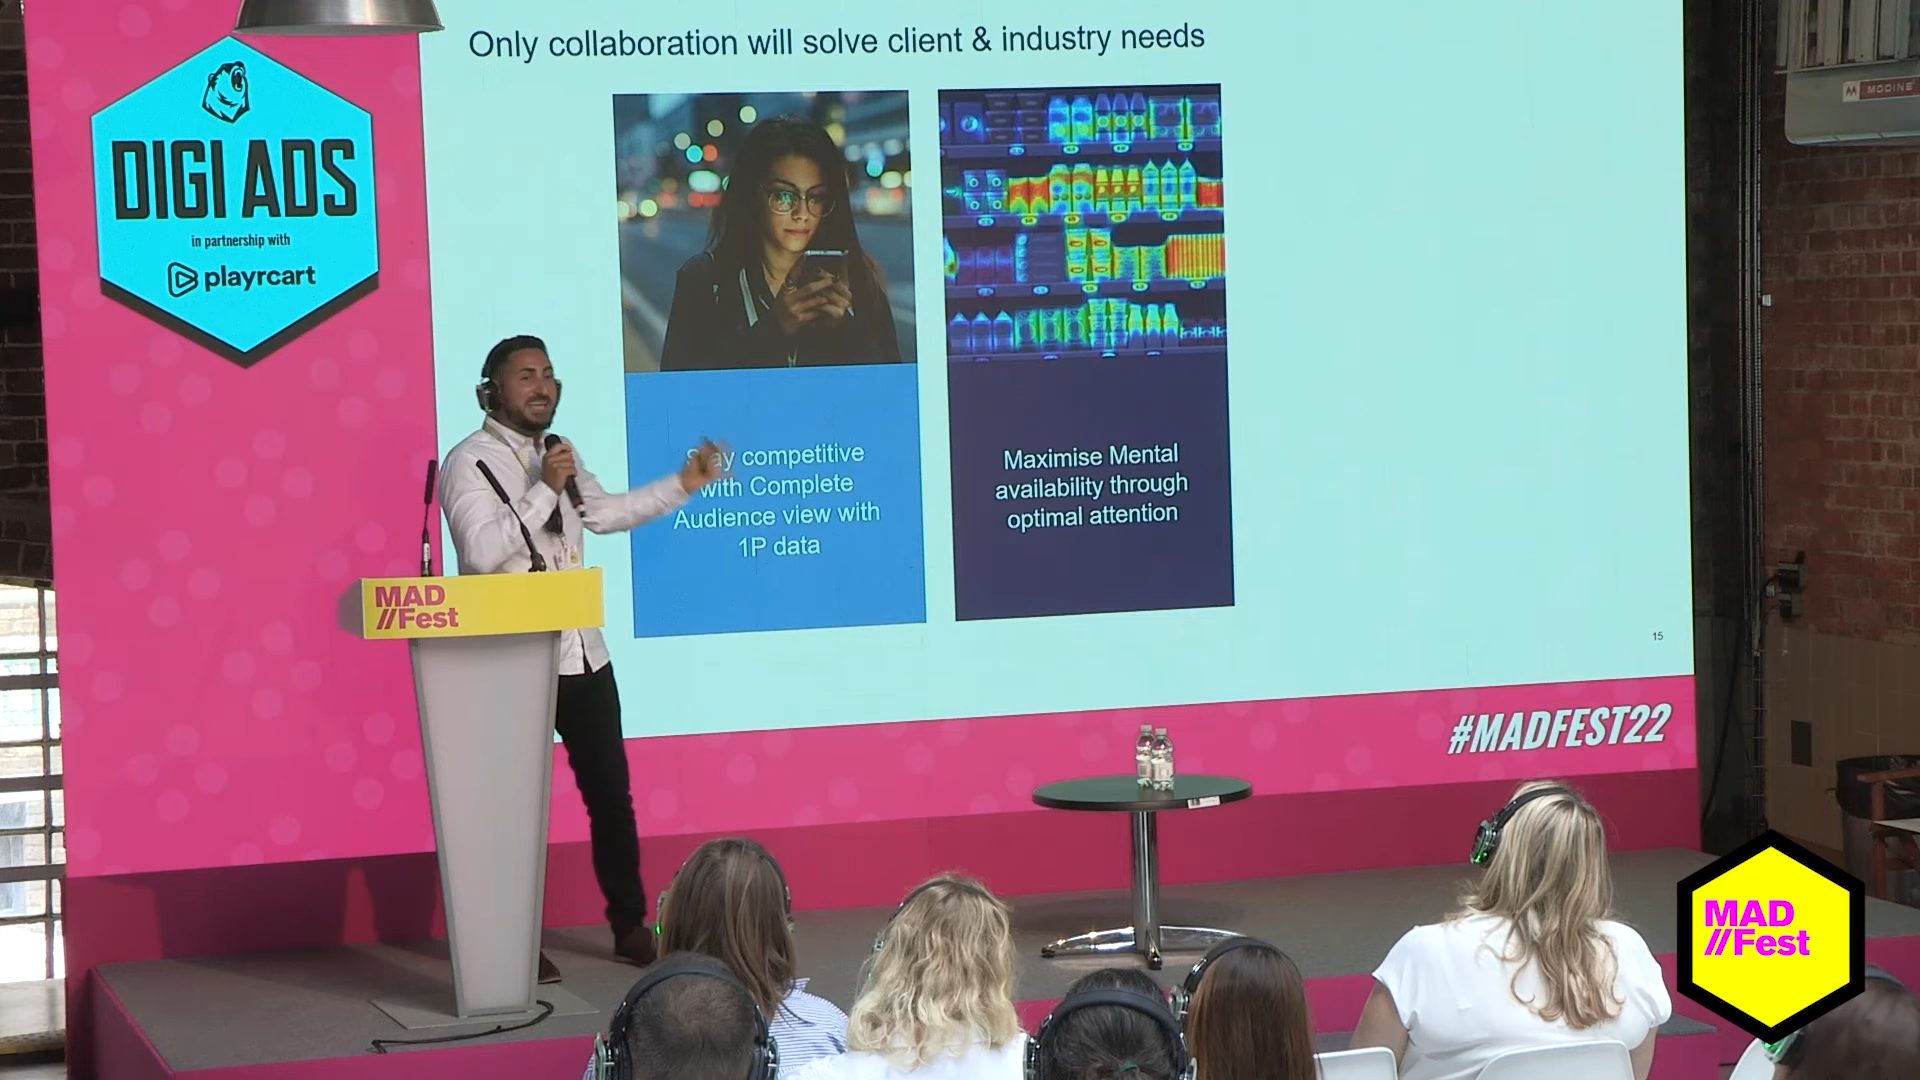 Only collaboration will solve client & industry needs
DIGI ADS
in partnership with
playrcart
Stay competitive
with Complete
Audience view with
1P data
Maximise Mental
availability through
optimal attention
15
MAD
//Fest
#MADFEST22
MAD
//Fest
MODINE